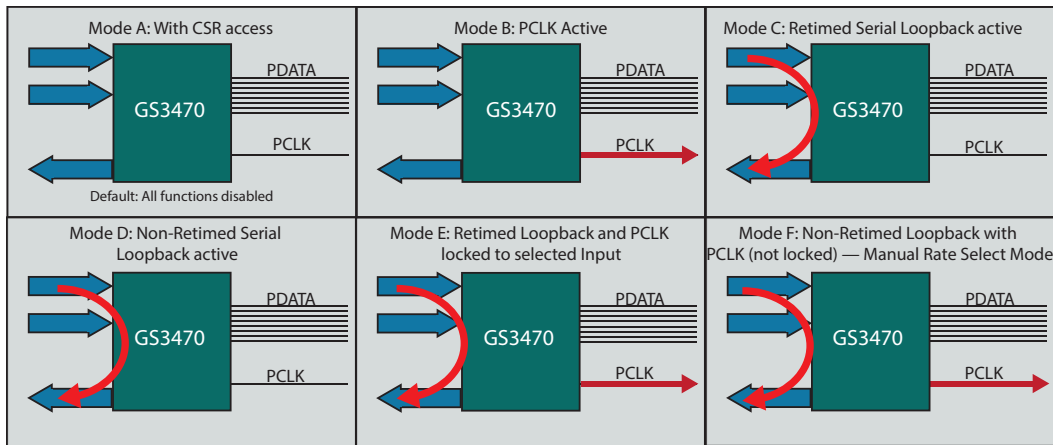 Mode A: With CSR access
PDATA
GS3470
PCLK
Default: All functions disabled
Mode B: PCLK Active
PDATA
GS3470
PCLK
Mode C: Retimed Serial Loopback active
PDATA
GS3470
PCLK
Mode D: Non-Retimed Serial
Loopback active
PDATA
GS3470
PCLK
Mode E: Retimed Loopback and PCLK
locked to selected Input
PDATA
GS3470
PCLK
Mode F: Non-Retimed Loopback with
PCLK (not locked) — Manual Rate Select Mode
PDATA
GS3470
PCLK